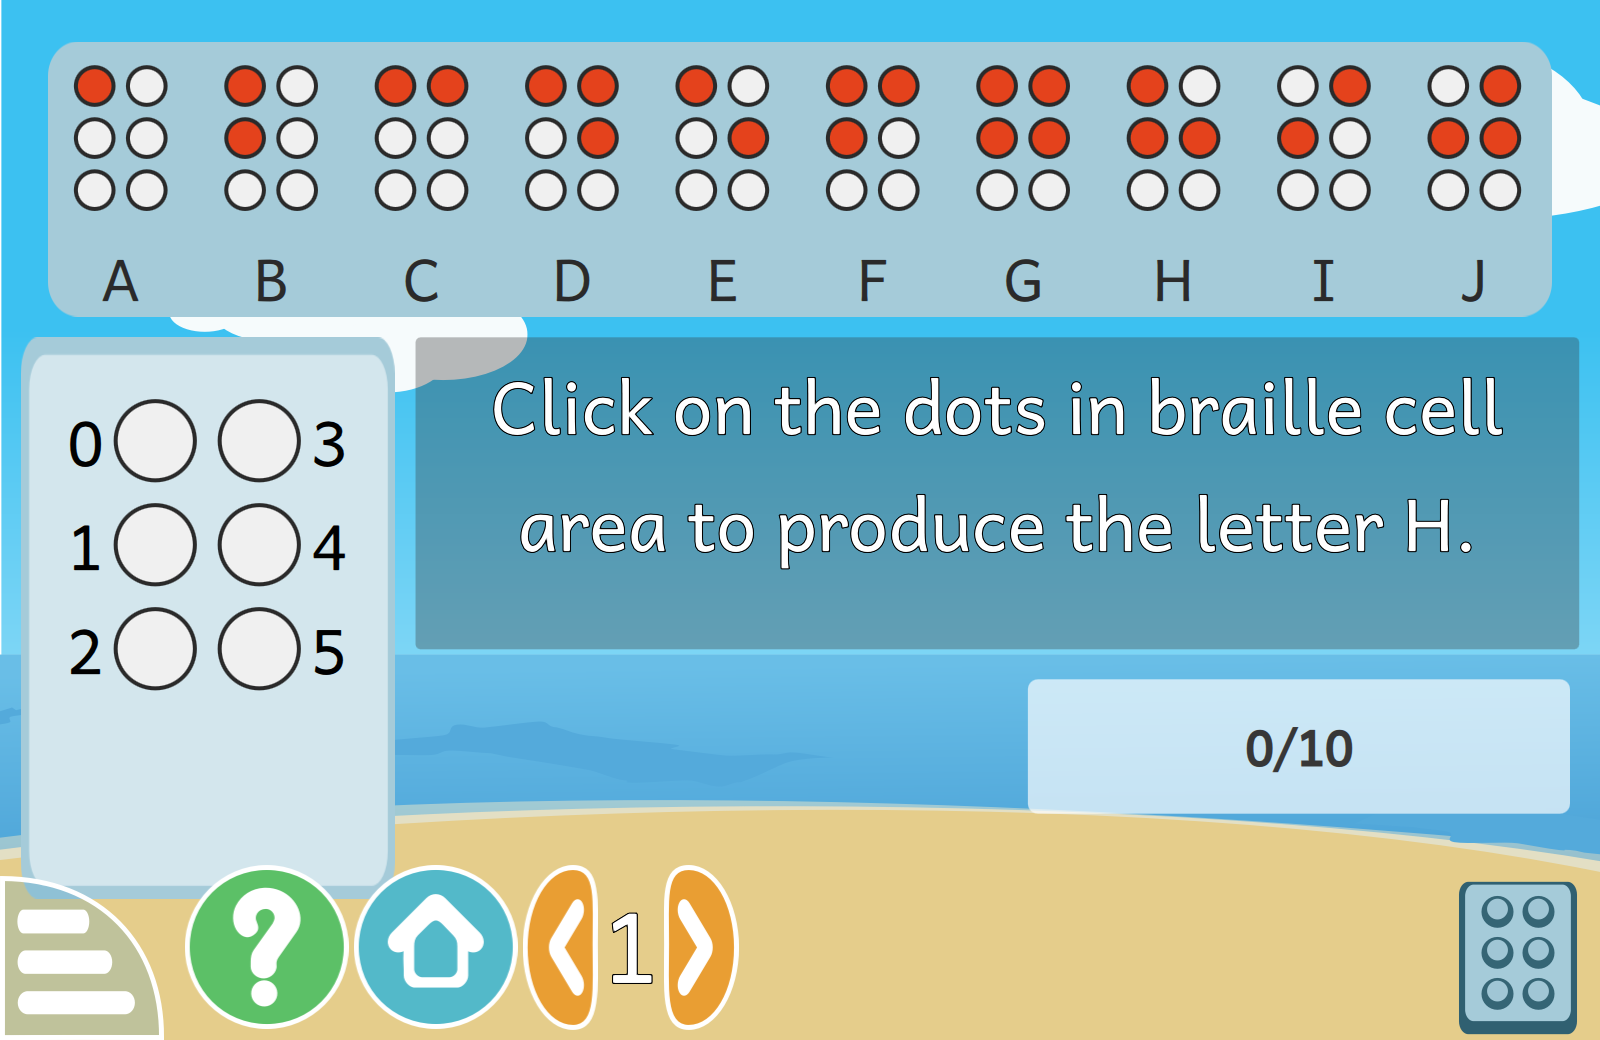 A B C D E F G H I J
Click on the dots in braille cell
area to produce the letter H.
0 3
1 4
2 5
0/10
1